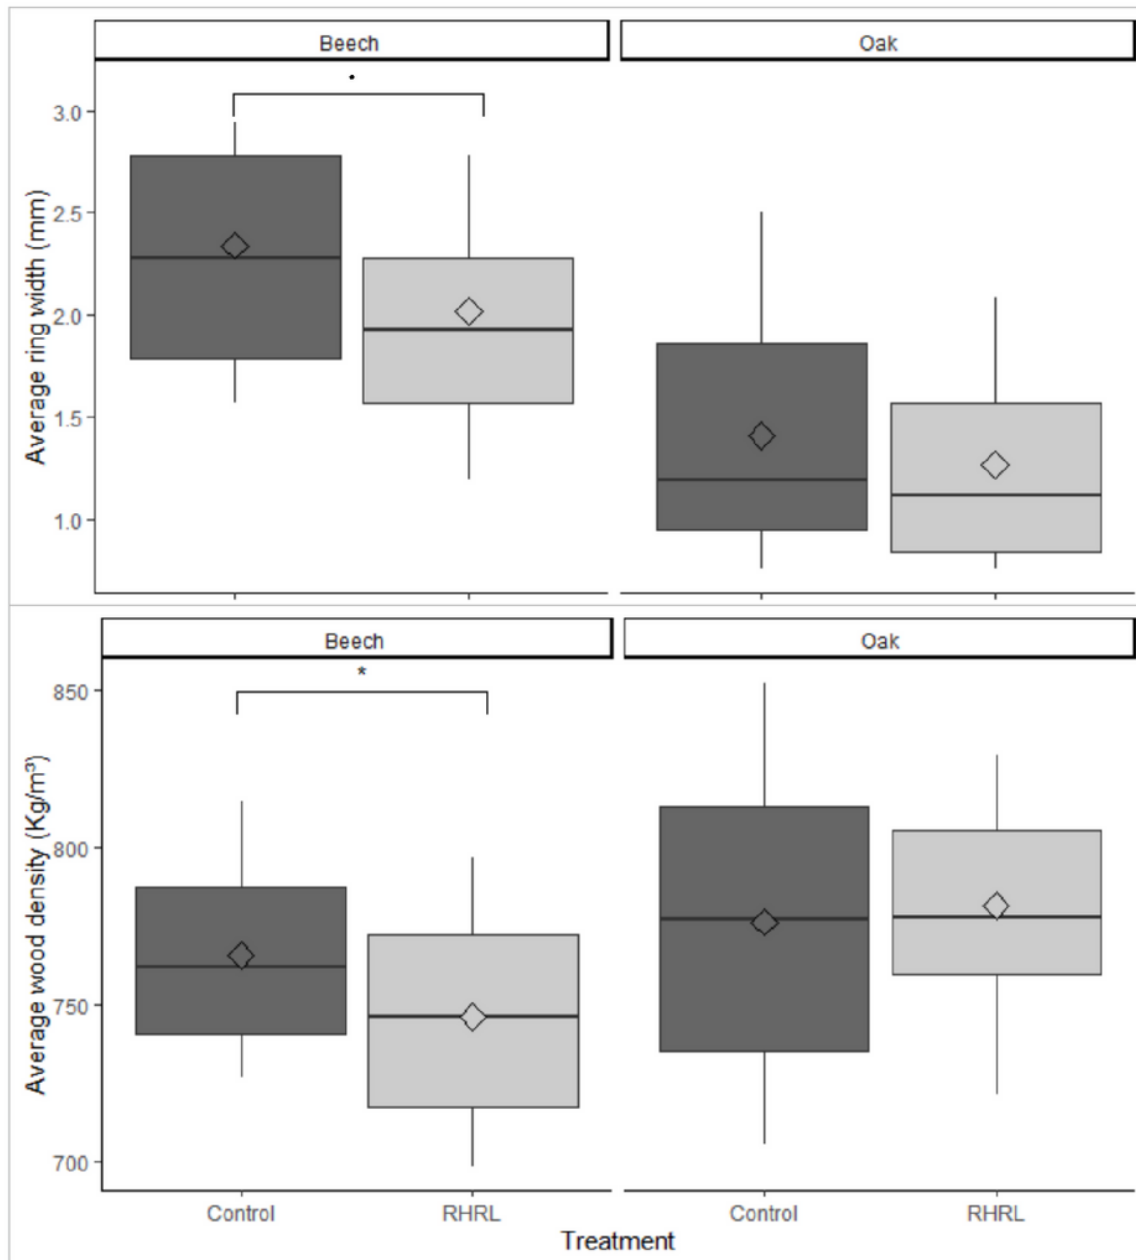 Beech Oak
•
3.0
2.5
2.0
1.5
1.0
Average ring width (mm)
Beech Oak
*
850
800
750
700
Average wood density (Kg/m³)
Control RHRL Control RHRL
Treatment